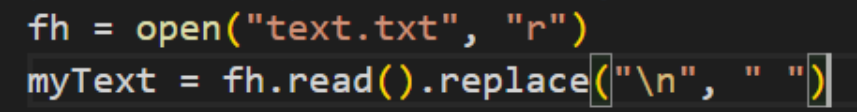 fh = open("text.txt", "r")
myText = fh.read().replace("\n", " ")